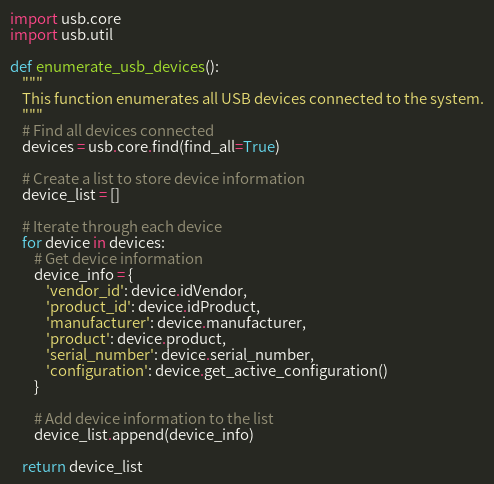 import usb.core
import usb.util

def enumerate_usb_devices():
    """
    This function enumerates all USB devices connected to the system.
    """
    # Find all devices connected
    devices = usb.core.find(find_all=True)

    # Create a list to store device information
    device_list = []

    # Iterate through each device
    for device in devices:
        # Get device information
        device_info = {
            'vendor_id': device.idVendor,
            'product_id': device.idProduct,
            'manufacturer': device.manufacturer,
            'product': device.product,
            'serial_number': device.serial_number,
            'configuration': device.get_active_configuration()
        }

        # Add device information to the list
        device_list.append(device_info)

    return device_list